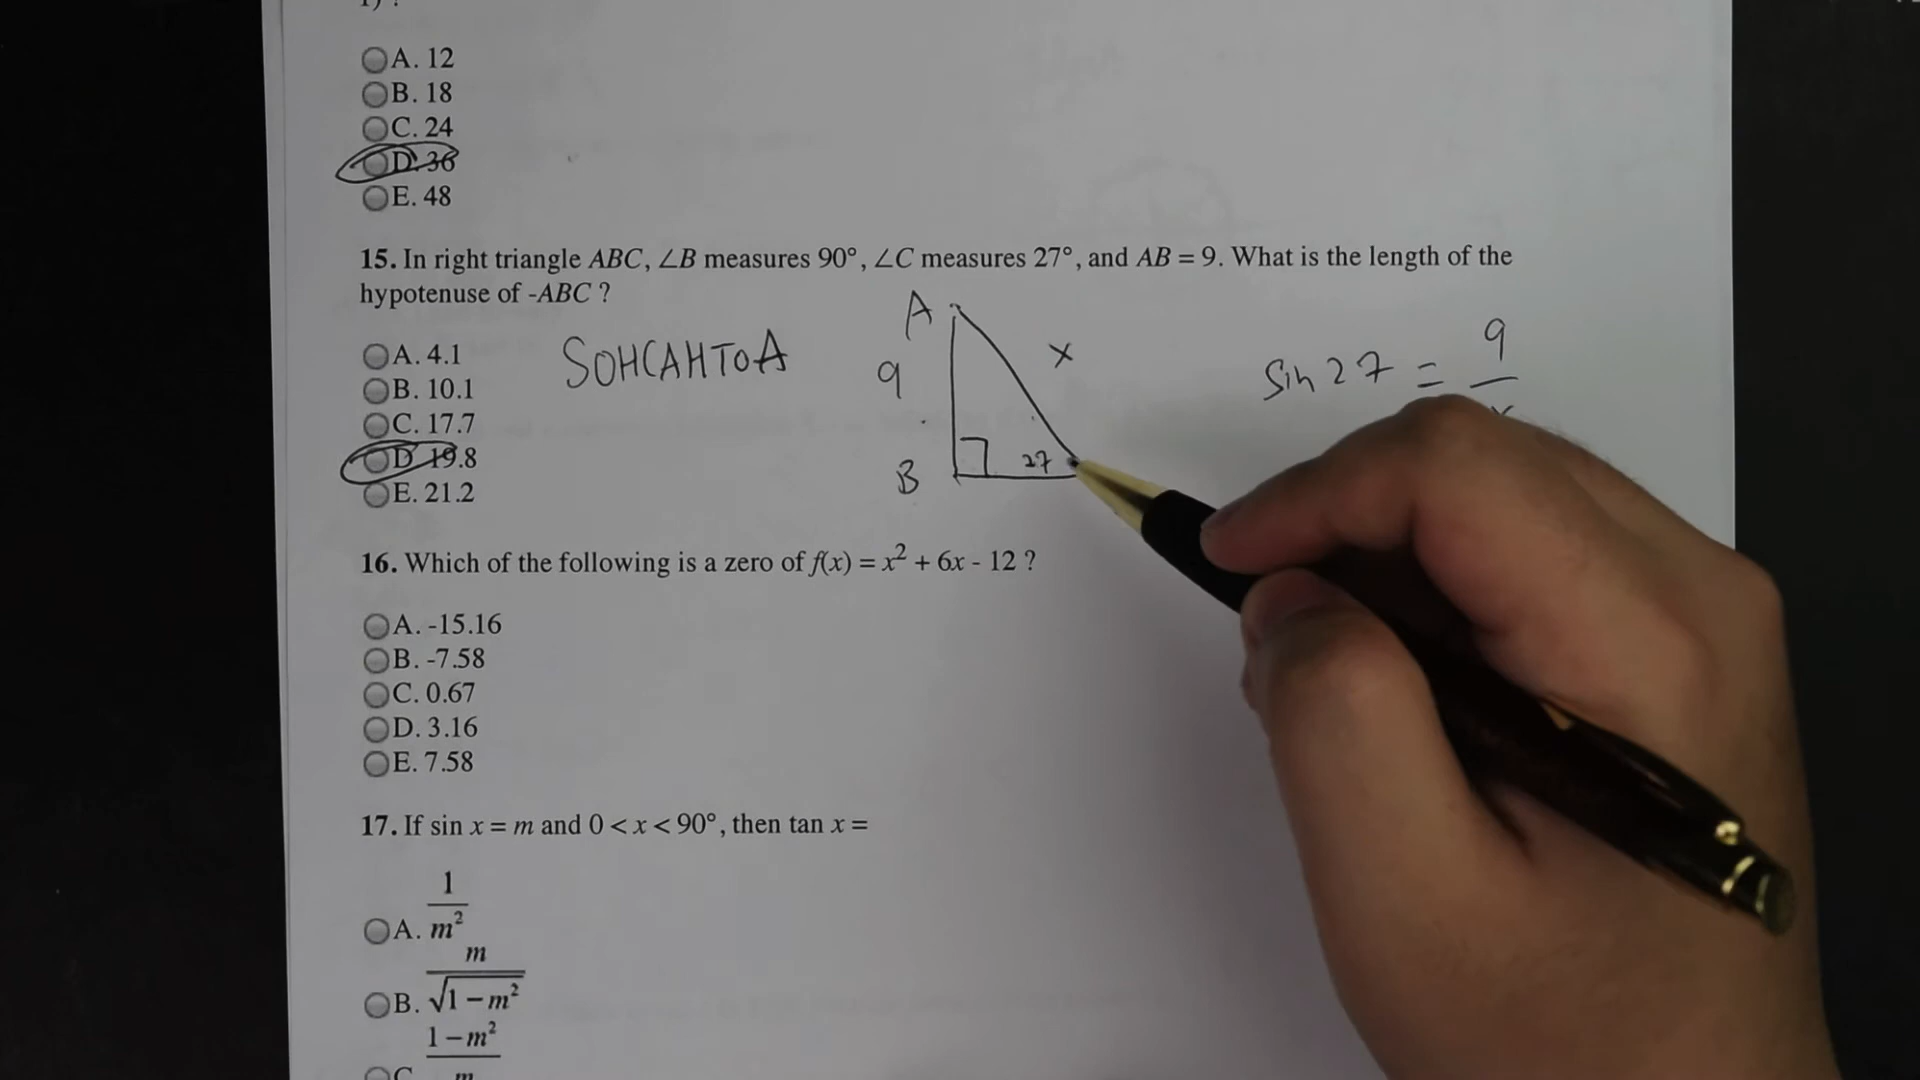 A. 12
B. 18
C. 24
D. 36
E. 48
15. In right triangle ABC, ∠B measures 90°, ∠C measures 27°, and AB = 9. What is the length of the
hypotenuse of -ABC ?
A. 4.1
B. 10.1
C. 17.7
D 19.8
E. 21.2
SOHCAHTOA
A
9
B
x
27
Sin 27 = 9
16. Which of the following is a zero of f(x) = x² + 6x - 12 ?
A. -15.16
B. -7.58
C. 0.67
D. 3.16
E. 7.58
17. If sin x = m and 0 < x < 90°, then tan x =
A. 1/m²
B. m/√1 − m²
C 1 − m²/m